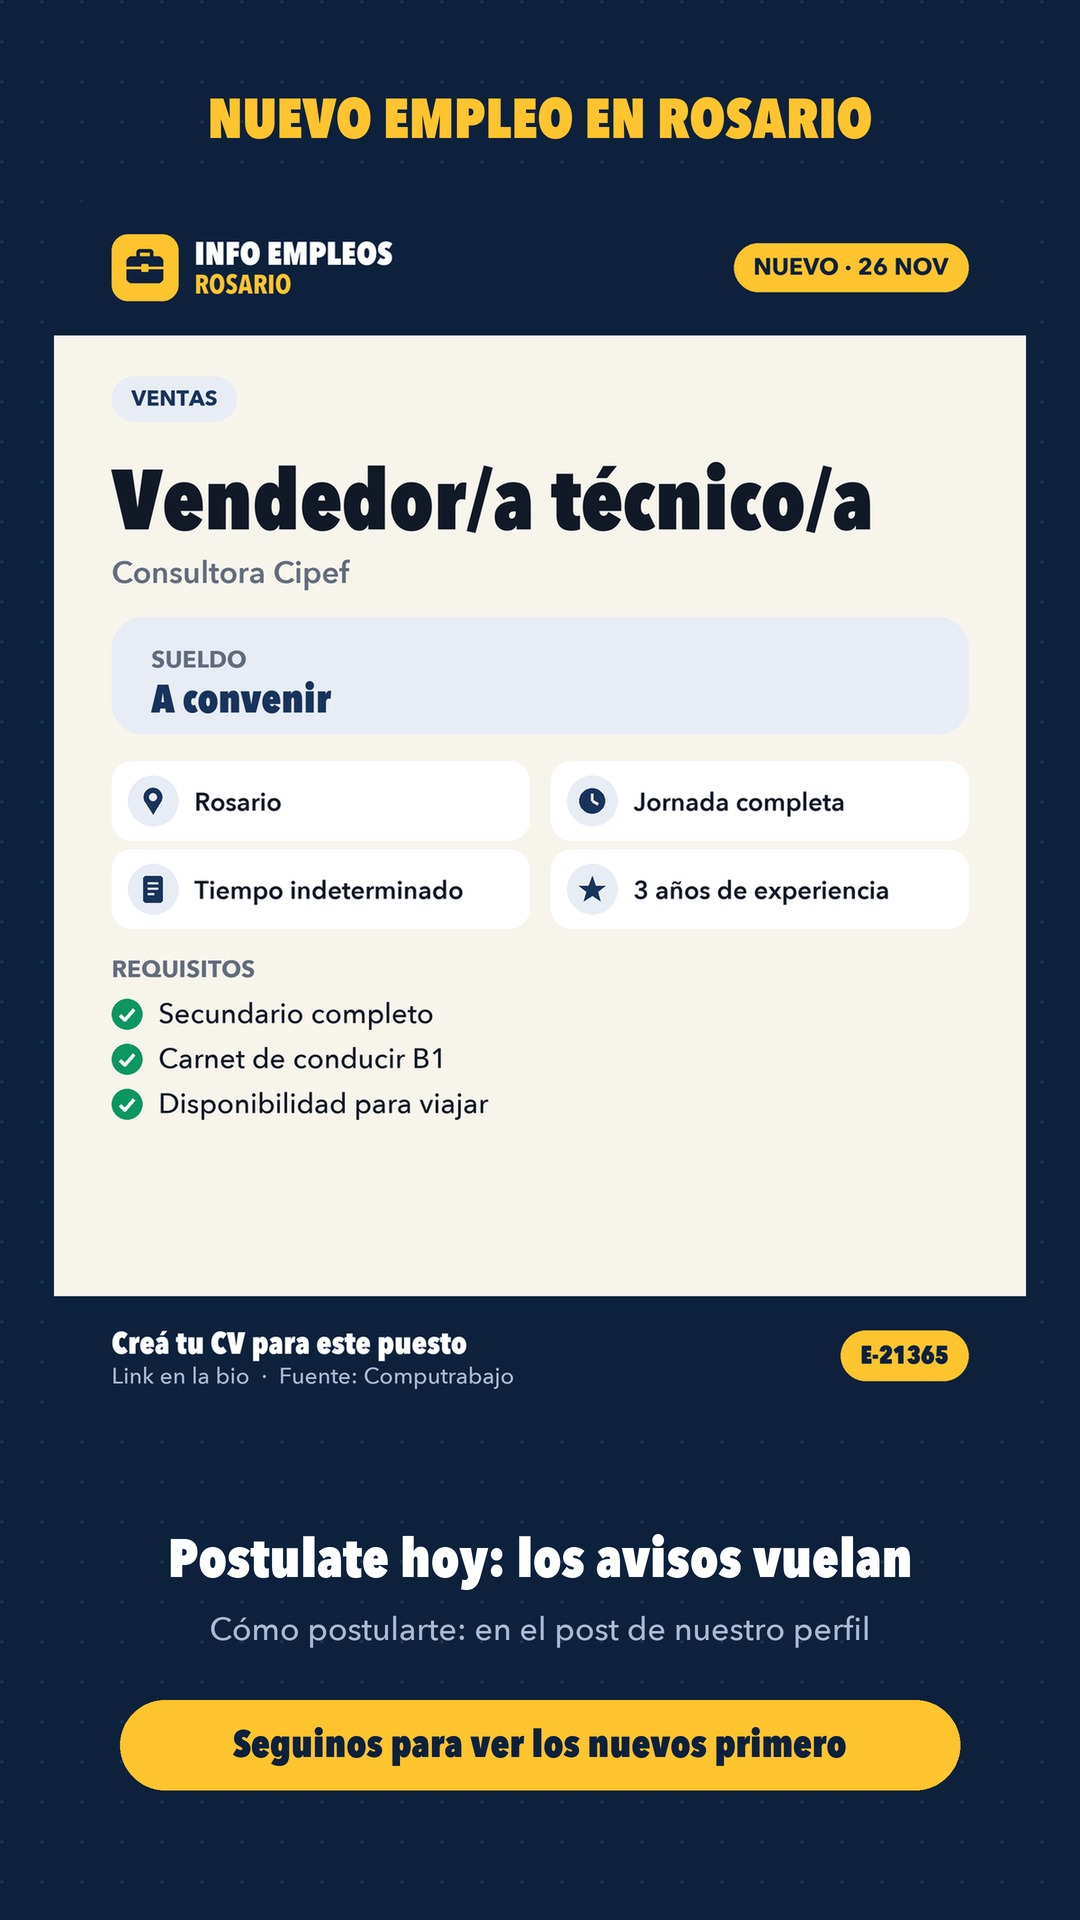 NUEVO EMPLEO EN ROSARIO
INFO EMPLEOS
ROSARIO
NUEVO · 26 NOV
VENTAS
Vendedor/a técnico/a
Consultora Cipef
SUELDO
A convenir
Rosario
Jornada completa
Tiempo indeterminado
3 años de experiencia
REQUISITOS
Secundario completo
Carnet de conducir B1
Disponibilidad para viajar
Creá tu CV para este puesto
Link en la bio · Fuente: Computrabajo
E-21365
Postulate hoy: los avisos vuelan
Cómo postularte: en el post de nuestro perfil
Seguinos para ver los nuevos primero